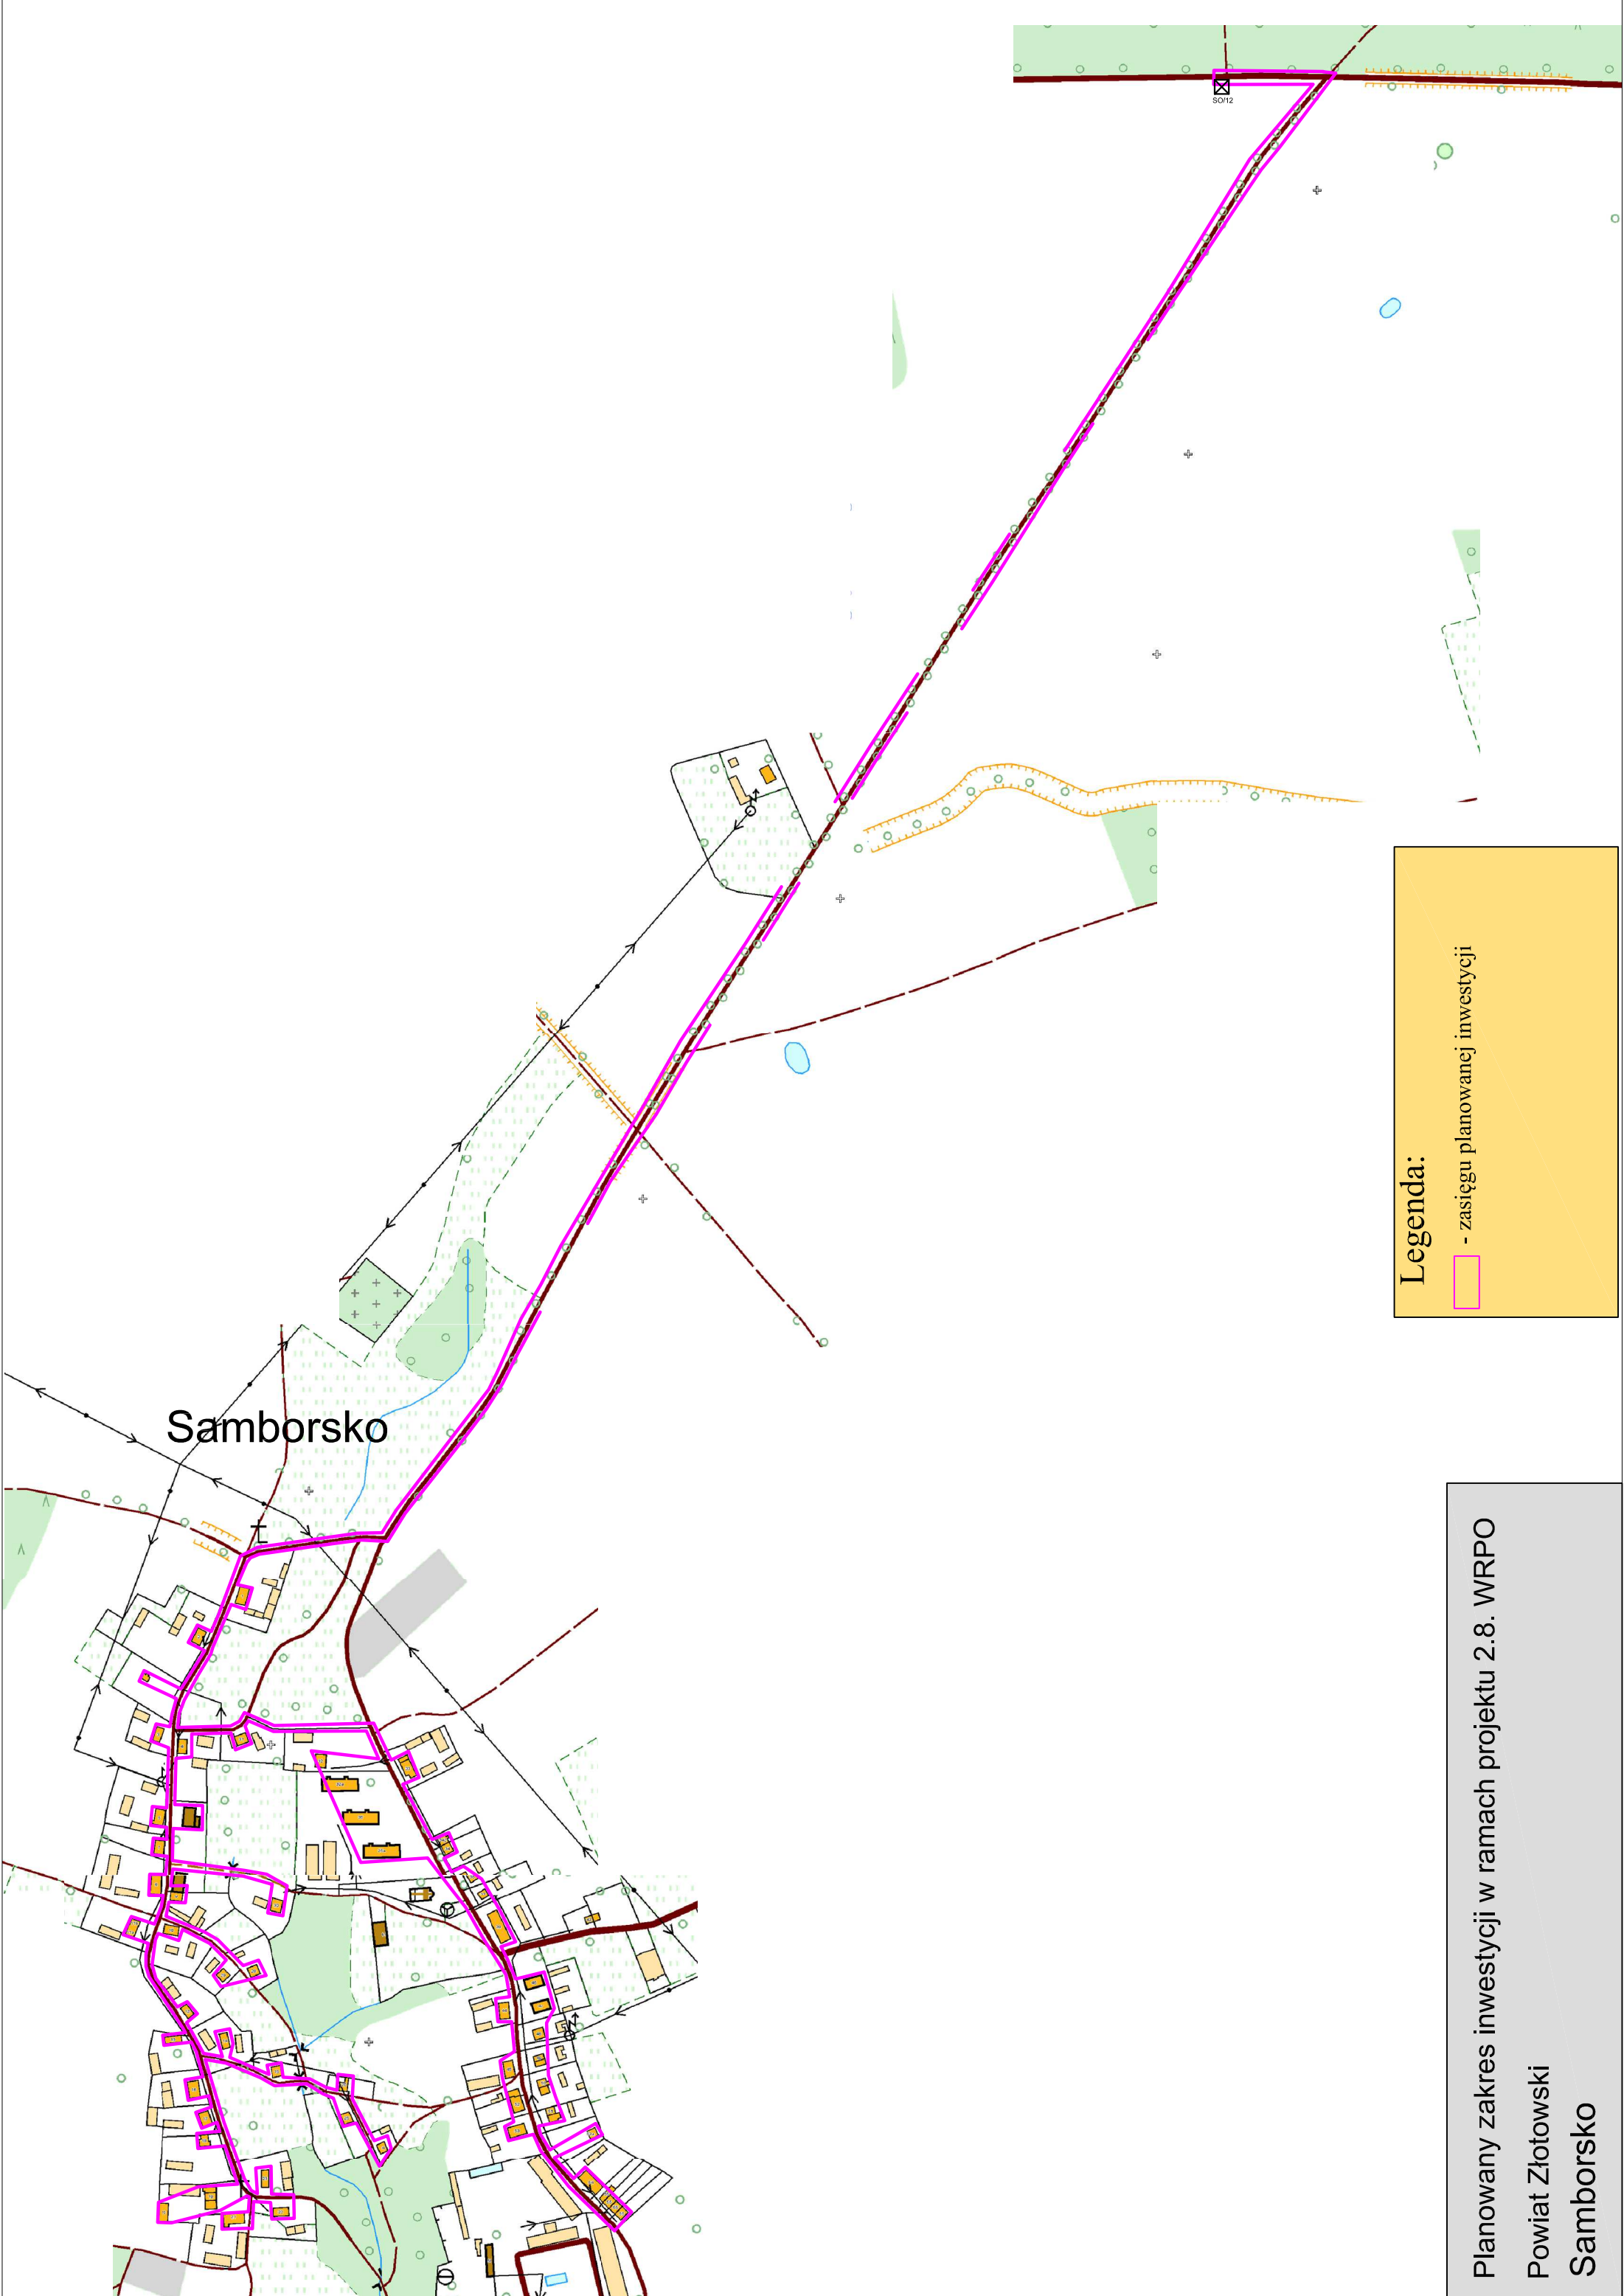 SO/12
Samborsko
Legenda:
- zasięgu planowanej inwestycji
Planowany zakres inwestycji w ramach projektu 2.8. WRPO
Powiat Złotowski
Samborsko